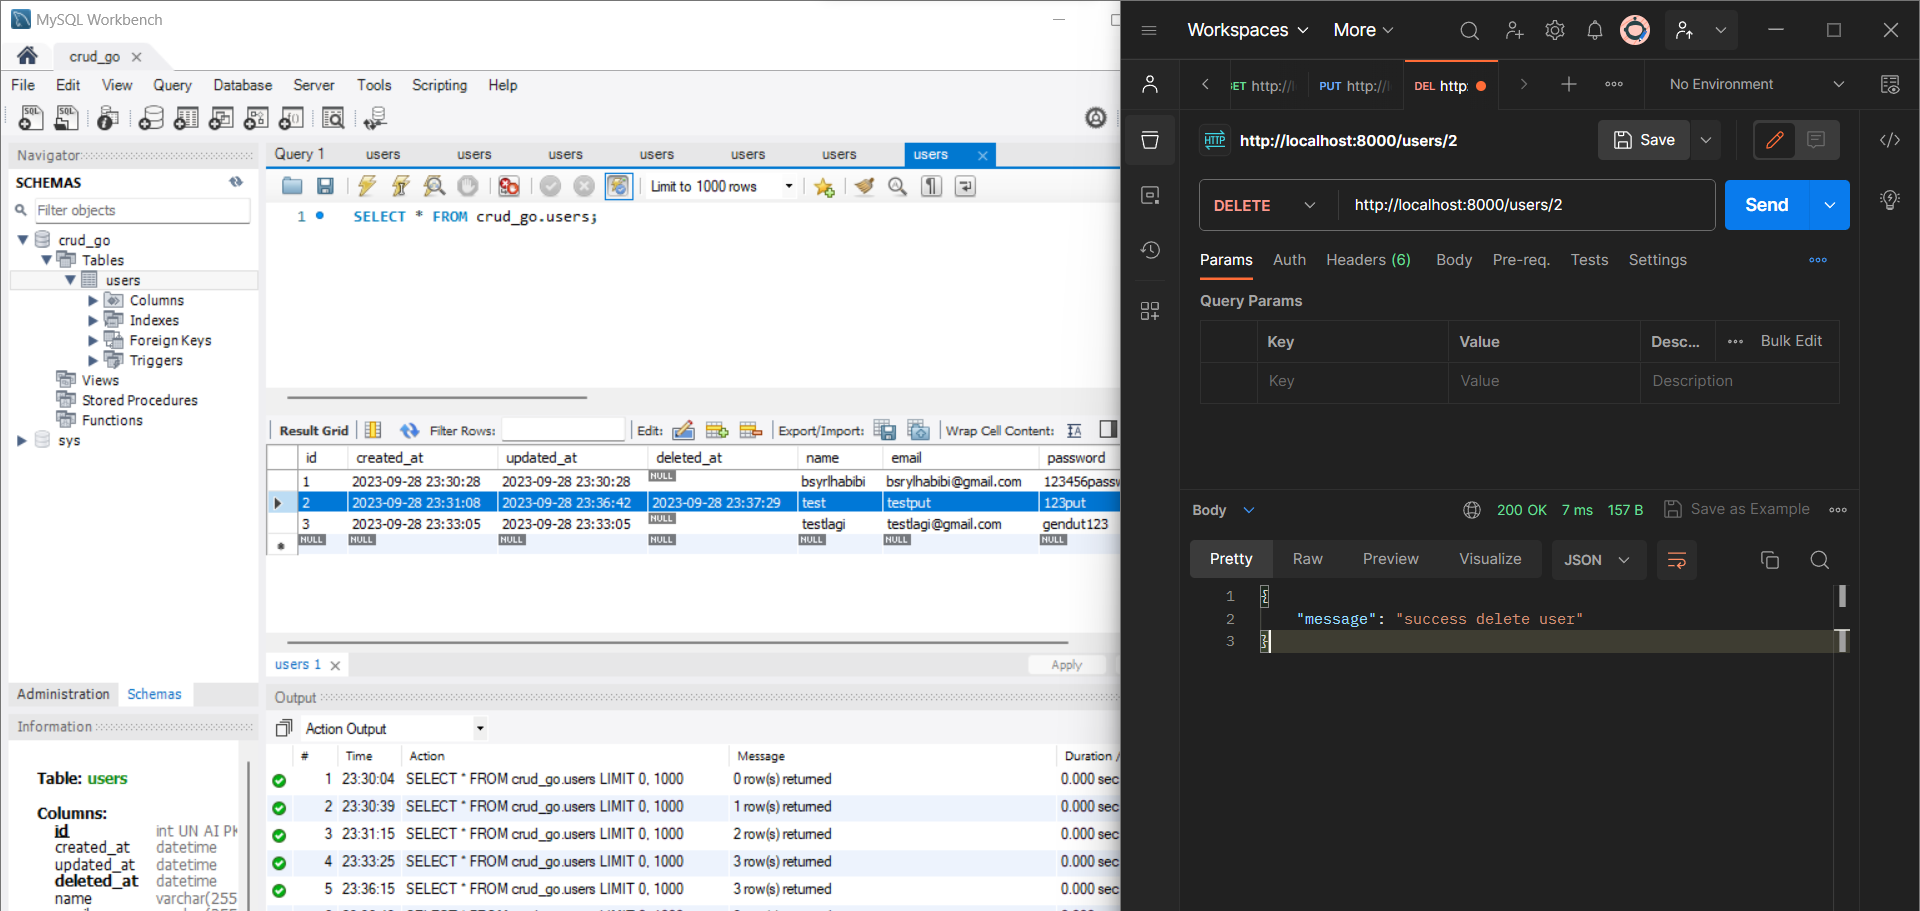 MySQL Workbench
crud_go
File Edit View Query Database Server Tools Scripting Help
Navigator
SCHEMAS
Filter objects
crud_go
Tables
users
Columns
Indexes
Foreign Keys
Triggers
Views
Stored Procedures
Functions
sys
Administration Schemas
Information
Table: users
Columns:
id int UN AI PK
created_at datetime
updated_at datetime
deleted_at datetime
name varchar(255
Query 1 users users users users users users users
Limit to 1000 rows
1 SELECT * FROM crud_go.users;
Result Grid Filter Rows: Edit: Export/Import: Wrap Cell Content:
id created_at updated_at deleted_at name email password
1 2023-09-28 23:30:28 2023-09-28 23:30:28 NULL bsyrlhabibi bsrylhabibi@gmail.com 123456passw
2 2023-09-28 23:31:08 2023-09-28 23:36:42 2023-09-28 23:37:29 test testput 123put
3 2023-09-28 23:33:05 2023-09-28 23:33:05 NULL testlagi testlagi@gmail.com gendut123
NULL NULL NULL NULL NULL NULL NULL
users 1
Apply
Output
Action Output
# Time Action Message Duration /
1 23:30:04 SELECT * FROM crud_go.users LIMIT 0, 1000 0 row(s) returned 0.000 sec
2 23:30:39 SELECT * FROM crud_go.users LIMIT 0, 1000 1 row(s) returned 0.000 sec
3 23:31:15 SELECT * FROM crud_go.users LIMIT 0, 1000 2 row(s) returned 0.000 sec
4 23:33:25 SELECT * FROM crud_go.users LIMIT 0, 1000 3 row(s) returned 0.000 sec
5 23:36:15 SELECT * FROM crud_go.users LIMIT 0, 1000 3 row(s) returned 0.000 sec
Workspaces More
ET http://l PUT http://l DEL http: No Environment
HTTP http://localhost:8000/users/2 Save
DELETE http://localhost:8000/users/2 Send
Params Auth Headers (6) Body Pre-req. Tests Settings
Query Params
Key Value Desc... Bulk Edit
Key Value Description
Body 200 OK 7 ms 157 B Save as Example
Pretty Raw Preview Visualize JSON
1 {
2 "message": "success delete user"
3 }